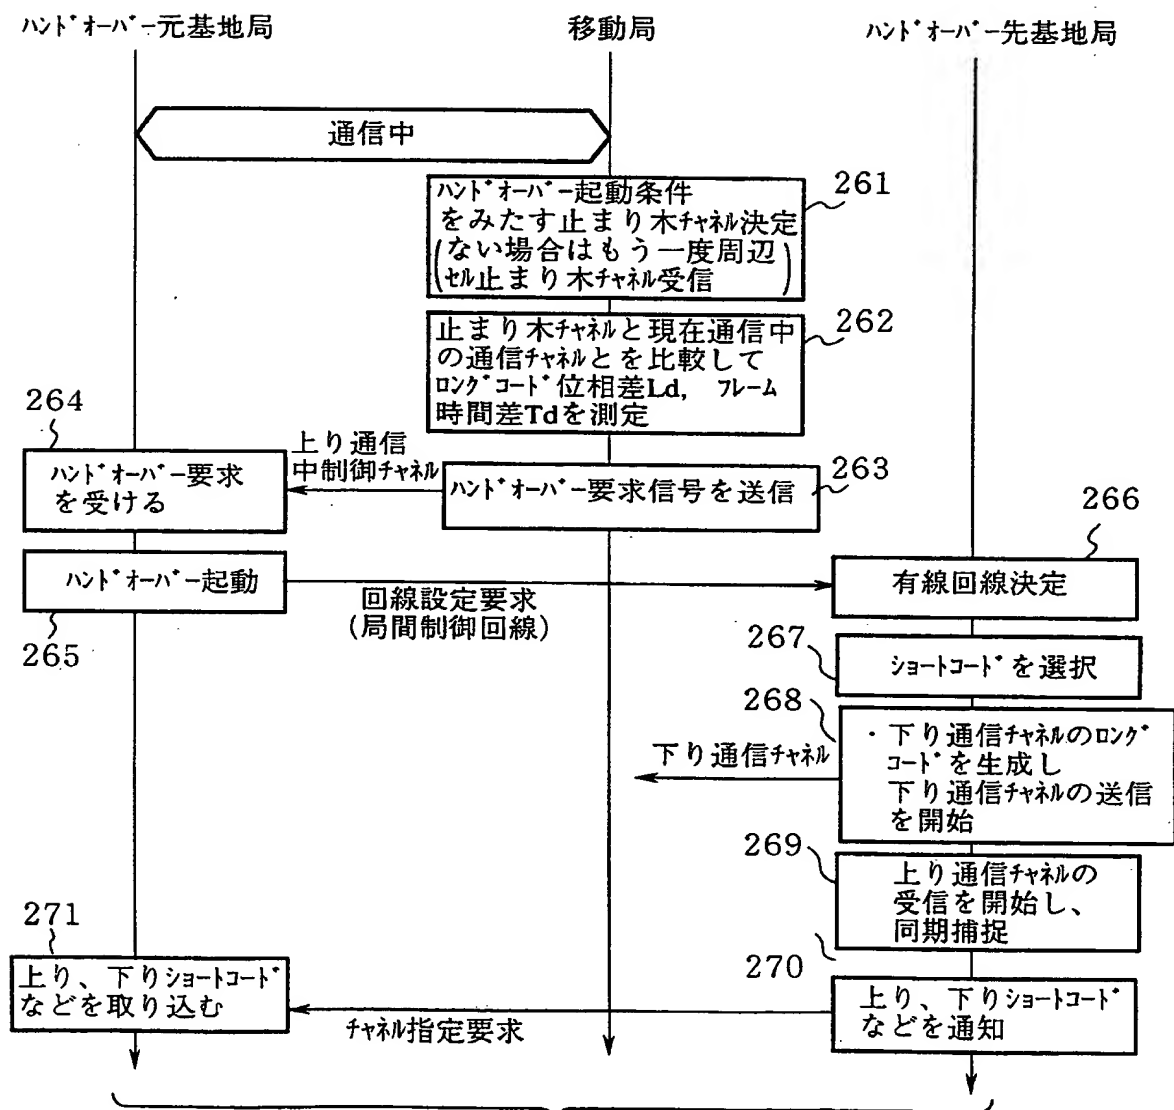 ハンドオーバー元基地局
移動局
ハンドオーバー先基地局
通信中
261
ハンドオーバー起動条件
をみたす止まり木チャネル決定
(ない場合はもう一度周辺
セル止まり木チャネル受信)
262
止まり木チャネルと現在通信中
の通信チャネルとを比較して
ロングコード位相差Ld, フレーム
時間差Tdを測定
264
ハンドオーバー要求
を受ける
上り通信
中制御チャネル
263
ハンドオーバー要求信号を送信
266
ハンドオーバー起動
265
回線設定要求
(局間制御回線)
有線回線決定
267
ショートコードを選択
268
・下り通信チャネルのロング
コードを生成し
下り通信チャネルの送信
を開始
下り通信チャネル
269
上り通信チャネルの
受信を開始し、
同期捕捉
271
上り、下りショートコード
などを取り込む
270
上り、下りショートコード
などを通知
チャネル指定要求